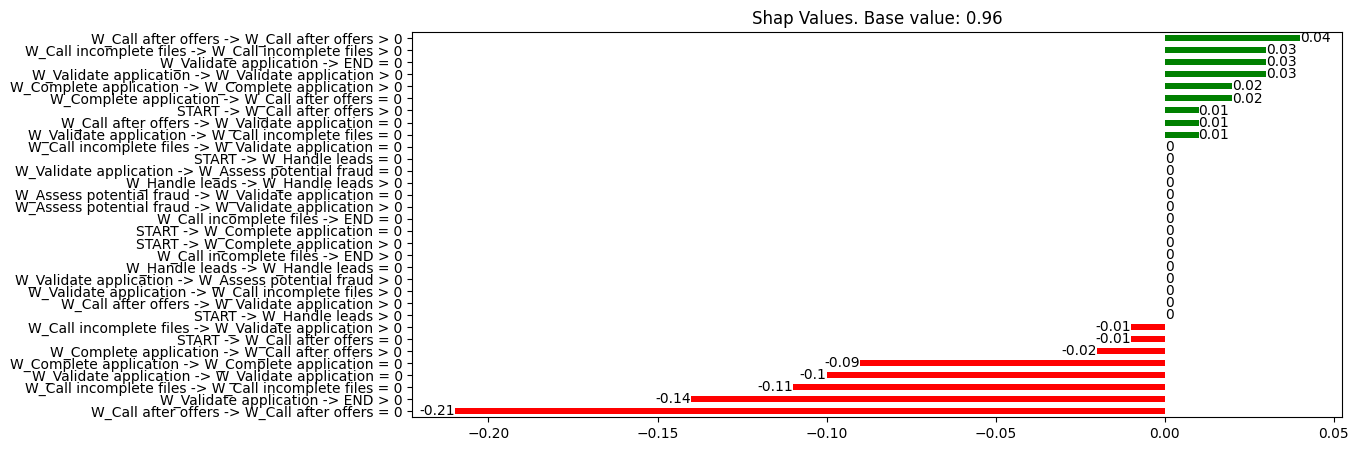 Shap Values. Base value: 0.96
W_Call after offers -> W_Call after offers > 0 0.04
W_Call incomplete files -> W_Call incomplete files > 0 0.03
W_Validate application -> END = 0 0.03
W_Validate application -> W_Validate application > 0 0.03
W_Complete application -> W_Complete application > 0 0.02
W_Complete application -> W_Call after offers = 0 0.02
START -> W_Call after offers > 0 0.01
W_Call after offers -> W_Validate application = 0 0.01
W_Validate application -> W_Call incomplete files = 0 0.01
W_Call incomplete files -> W_Validate application = 0 0
START -> W_Handle leads = 0 0
W_Validate application -> W_Assess potential fraud = 0 0
W_Handle leads -> W_Handle leads > 0 0
W_Assess potential fraud -> W_Validate application = 0 0
W_Assess potential fraud -> W_Validate application > 0 0
W_Call incomplete files -> END = 0 0
START -> W_Complete application = 0 0
START -> W_Complete application > 0 0
W_Call incomplete files -> END > 0 0
W_Handle leads -> W_Handle leads = 0 0
W_Validate application -> W_Assess potential fraud > 0 0
W_Validate application -> W_Call incomplete files > 0 0
W_Call after offers -> W_Validate application > 0 0
START -> W_Handle leads > 0 0
W_Call incomplete files -> W_Validate application > 0 -0.01
START -> W_Call after offers = 0 -0.01
W_Complete application -> W_Call after offers > 0 -0.02
W_Complete application -> W_Complete application = 0 -0.09
W_Validate application -> W_Validate application = 0 -0.1
W_Call incomplete files -> W_Call incomplete files = 0 -0.11
W_Validate application -> END > 0 -0.14
W_Call after offers -> W_Call after offers = 0 -0.21
−0.20 −0.15 −0.10 −0.05 0.00 0.05